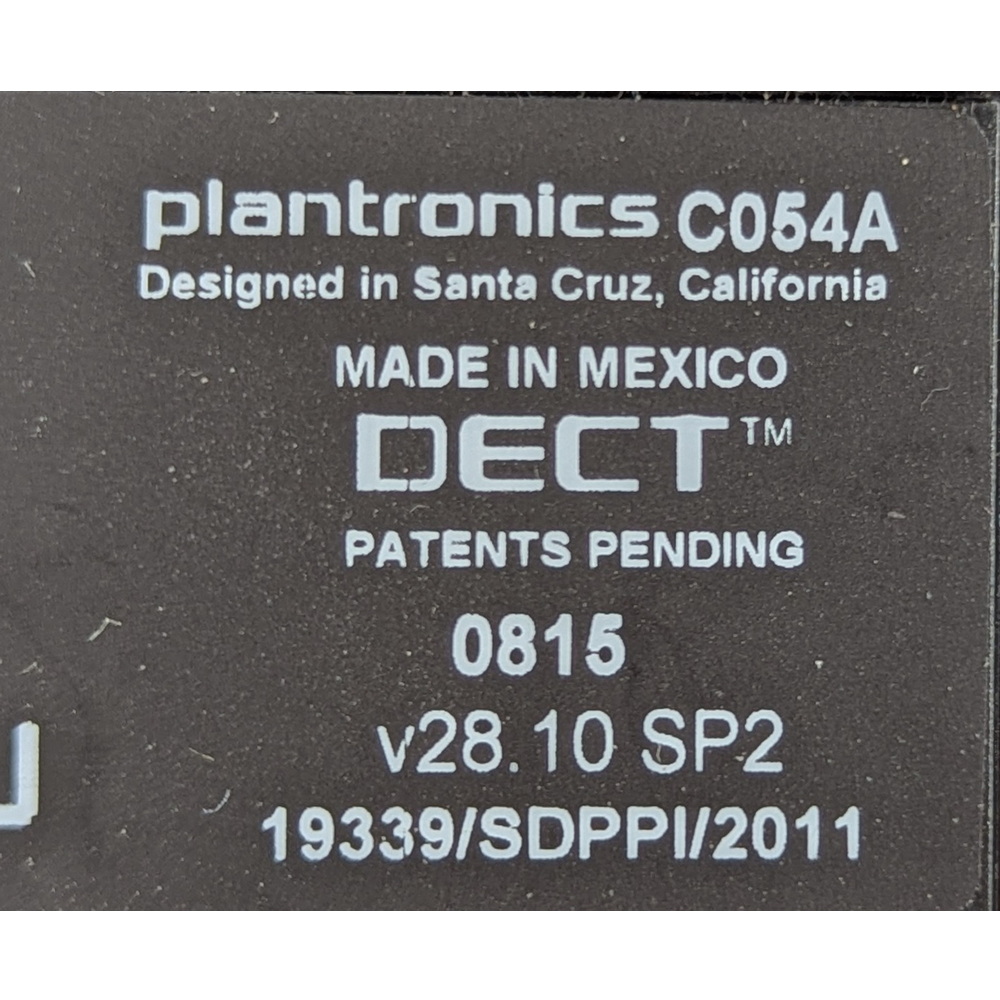 plantronics C054A
Designed in Santa Cruz, California
MADE IN MEXICO
DECT™
PATENTS PENDING
0815
v28.10 SP2
19339/SDPPI/2011